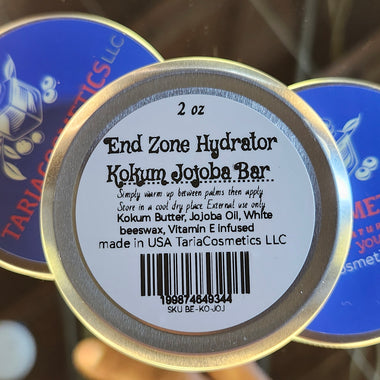 2 oz
End Zone Hydrator
Kokum Jojoba Bar
Simply warm up between palms then apply
Store in a cool dry place. External use only
Kokum Butter, Jojoba Oil, White
beeswax, Vitamin E infused
made in USA TariaCosmetics LLC
199874649344
SKU BE-KO-JOJ
TARIACOSMETICS LLC